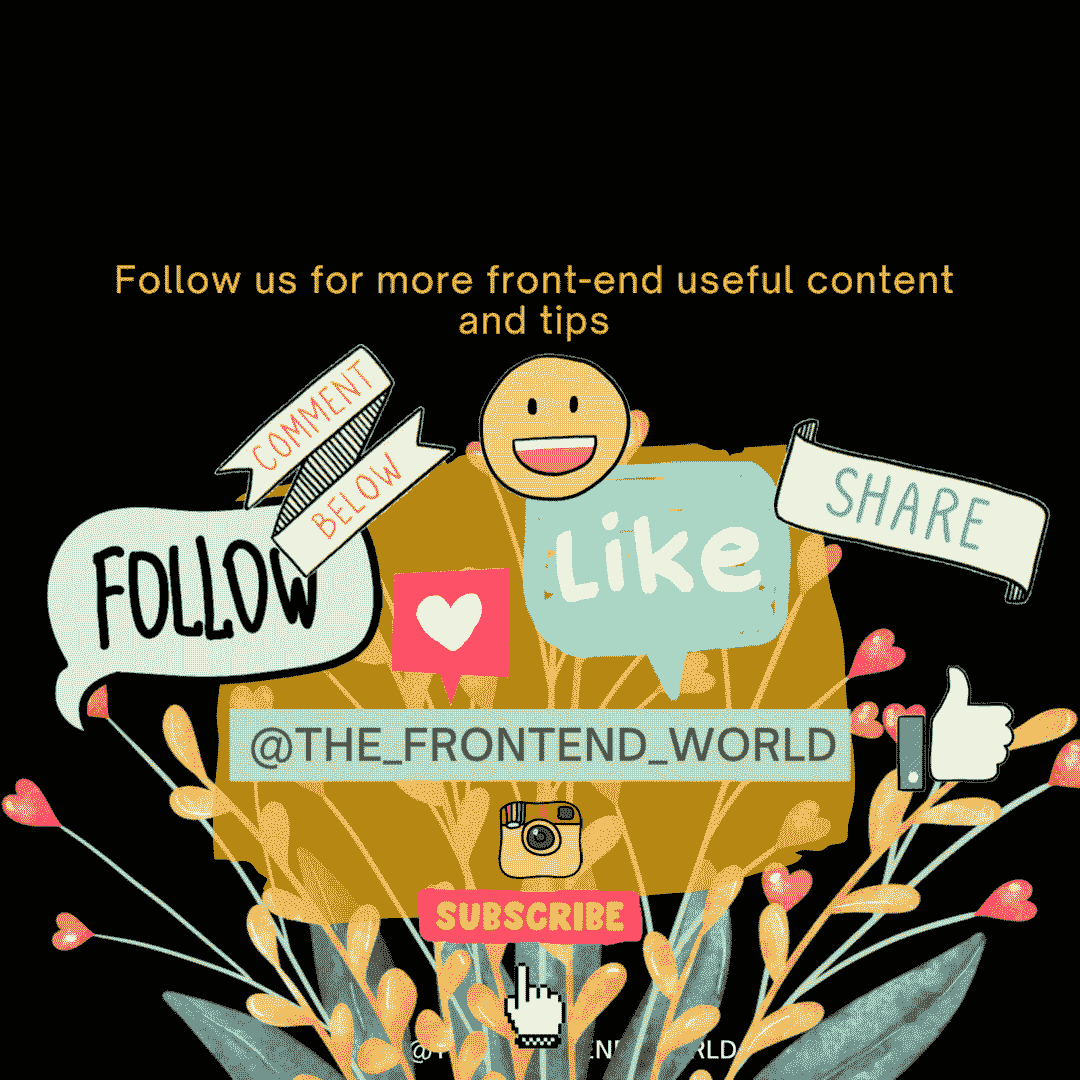 Follow us for more front-end useful content
and tips
COMMENT
BELOW
FOLLOW
Like
SHARE
@THE_FRONTEND_WORLD
SUBSCRIBE